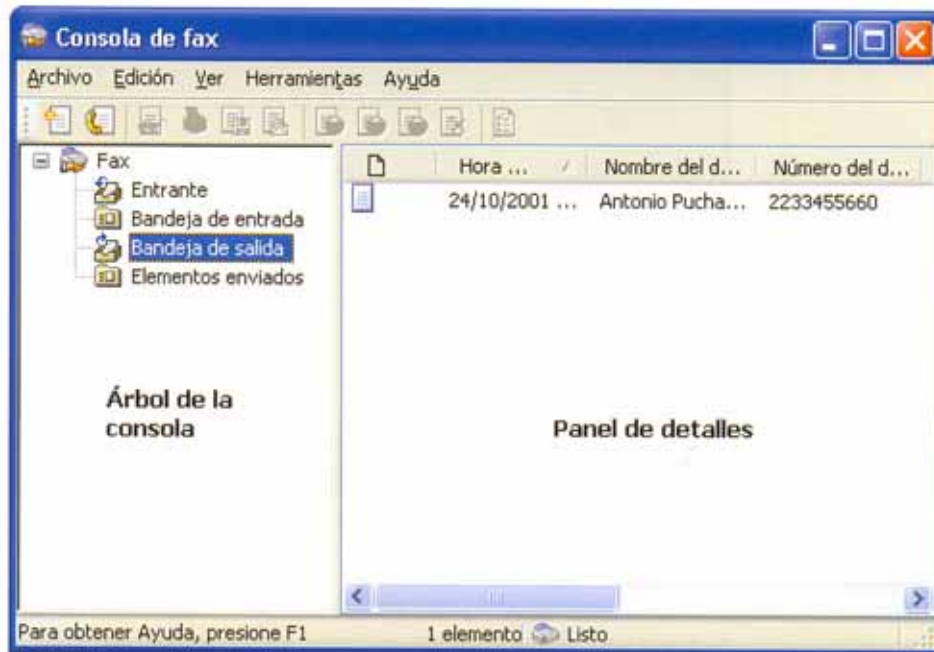 Consola de fax
Archivo Edición Ver Herramientas Ayuda
Fax
Entrante
Bandeja de entrada
Bandeja de salida
Elementos enviados
Árbol de la
consola
Hora ... Nombre del d... Número del d...
24/10/2001 ... Antonio Pucha... 2233455660
Panel de detalles
Para obtener Ayuda, presione F1 1 elemento Listo